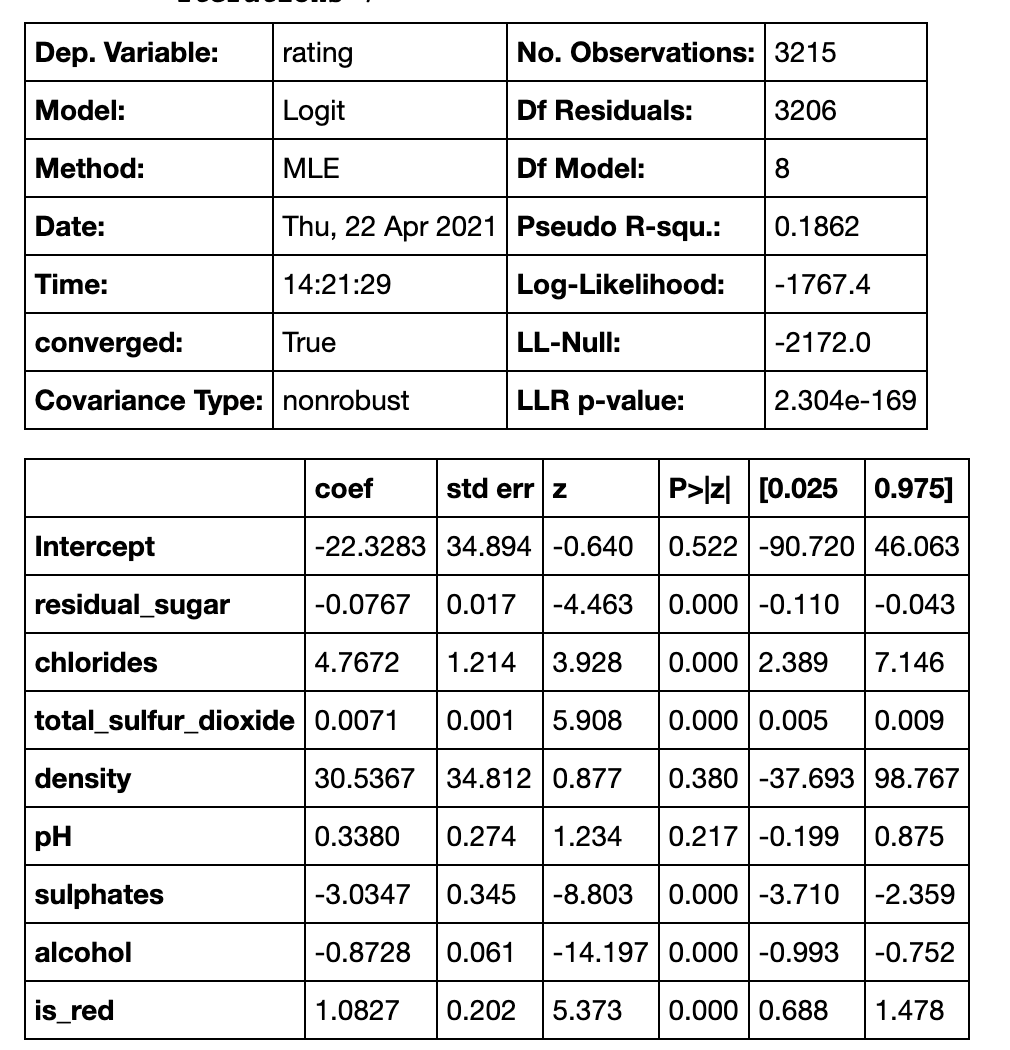 Dep. Variable: rating No. Observations: 3215
Model: Logit Df Residuals: 3206
Method: MLE Df Model: 8
Date: Thu, 22 Apr 2021 Pseudo R-squ.: 0.1862
Time: 14:21:29 Log-Likelihood: -1767.4
converged: True LL-Null: -2172.0
Covariance Type: nonrobust LLR p-value: 2.304e-169
coef std err z P>|z| [0.025 0.975]
Intercept -22.3283 34.894 -0.640 0.522 -90.720 46.063
residual_sugar -0.0767 0.017 -4.463 0.000 -0.110 -0.043
chlorides 4.7672 1.214 3.928 0.000 2.389 7.146
total_sulfur_dioxide 0.0071 0.001 5.908 0.000 0.005 0.009
density 30.5367 34.812 0.877 0.380 -37.693 98.767
pH 0.3380 0.274 1.234 0.217 -0.199 0.875
sulphates -3.0347 0.345 -8.803 0.000 -3.710 -2.359
alcohol -0.8728 0.061 -14.197 0.000 -0.993 -0.752
is_red 1.0827 0.202 5.373 0.000 0.688 1.478